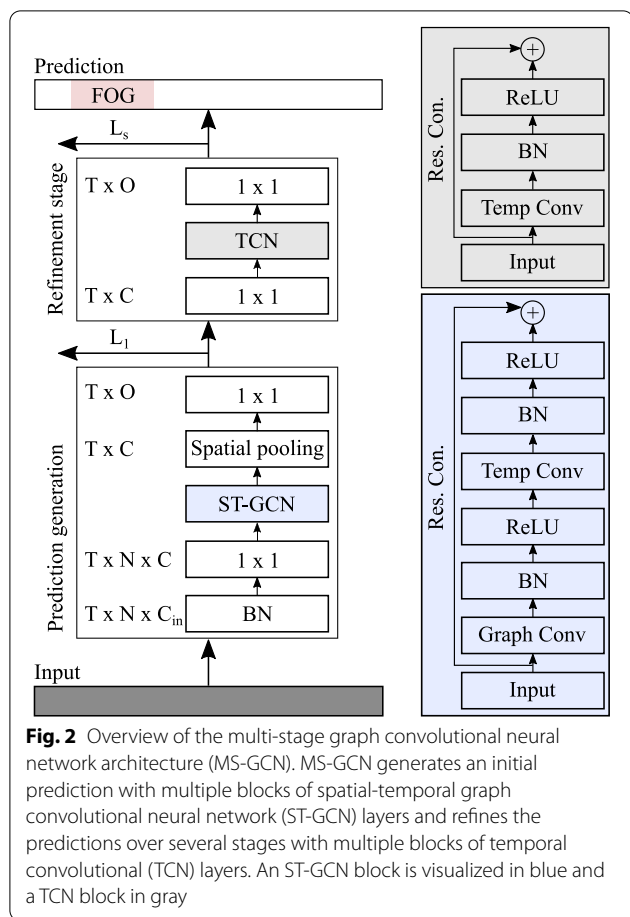 Prediction
FOG
L_s
Refinement stage
T x O
1 x 1
TCN
T x C
1 x 1
L_1
Prediction generation
T x O
1 x 1
T x C
Spatial pooling
ST-GCN
T x N x C
1 x 1
T x N x C_in
BN
Input
+
Res. Con.
ReLU
BN
Temp Conv
Input
+
Res. Con.
ReLU
BN
Temp Conv
ReLU
BN
Graph Conv
Input
Fig. 2 Overview of the multi-stage graph convolutional neural
network architecture (MS-GCN). MS-GCN generates an initial
prediction with multiple blocks of spatial-temporal graph
convolutional neural network (ST-GCN) layers and refines the
predictions over several stages with multiple blocks of temporal
convolutional (TCN) layers. An ST-GCN block is visualized in blue and
a TCN block in gray